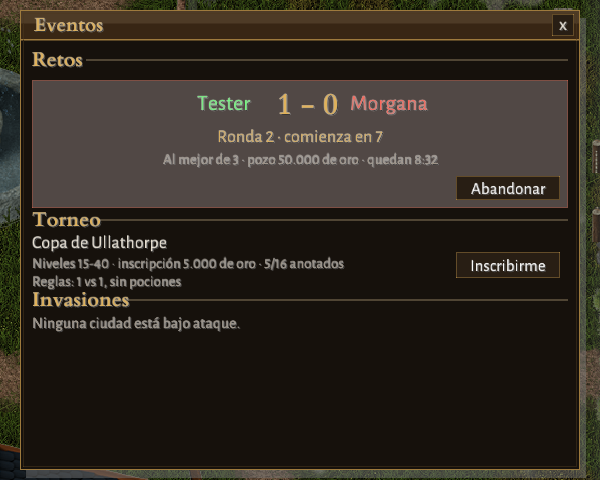 Eventos
x
Retos
Tester 1 – 0 Morgana
Ronda 2 · comienza en 7
Al mejor de 3 · pozo 50.000 de oro · quedan 8:32
Abandonar
Torneo
Copa de Ullathorpe
Niveles 15-40 · inscripción 5.000 de oro · 5/16 anotados
Inscribirme
Reglas: 1 vs 1, sin pociones
Invasiones
Ninguna ciudad está bajo ataque.